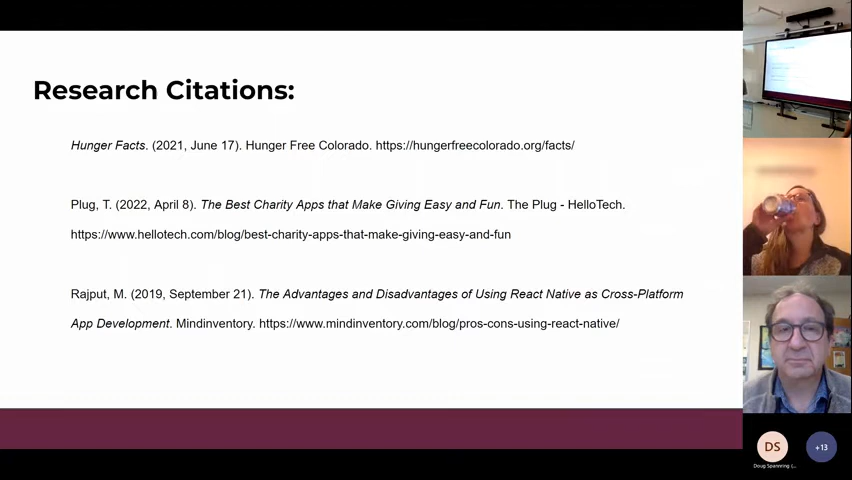 Research Citations:
Hunger Facts. (2021, June 17). Hunger Free Colorado. https://hungerfreecolorado.org/facts/
Plug, T. (2022, April 8). The Best Charity Apps that Make Giving Easy and Fun. The Plug - HelloTech.
https://www.hellotech.com/blog/best-charity-apps-that-make-giving-easy-and-fun
Rajput, M. (2019, September 21). The Advantages and Disadvantages of Using React Native as Cross-Platform
App Development. Mindinventory. https://www.mindinventory.com/blog/pros-cons-using-react-native/
DS
+13
Doug Spanning (...